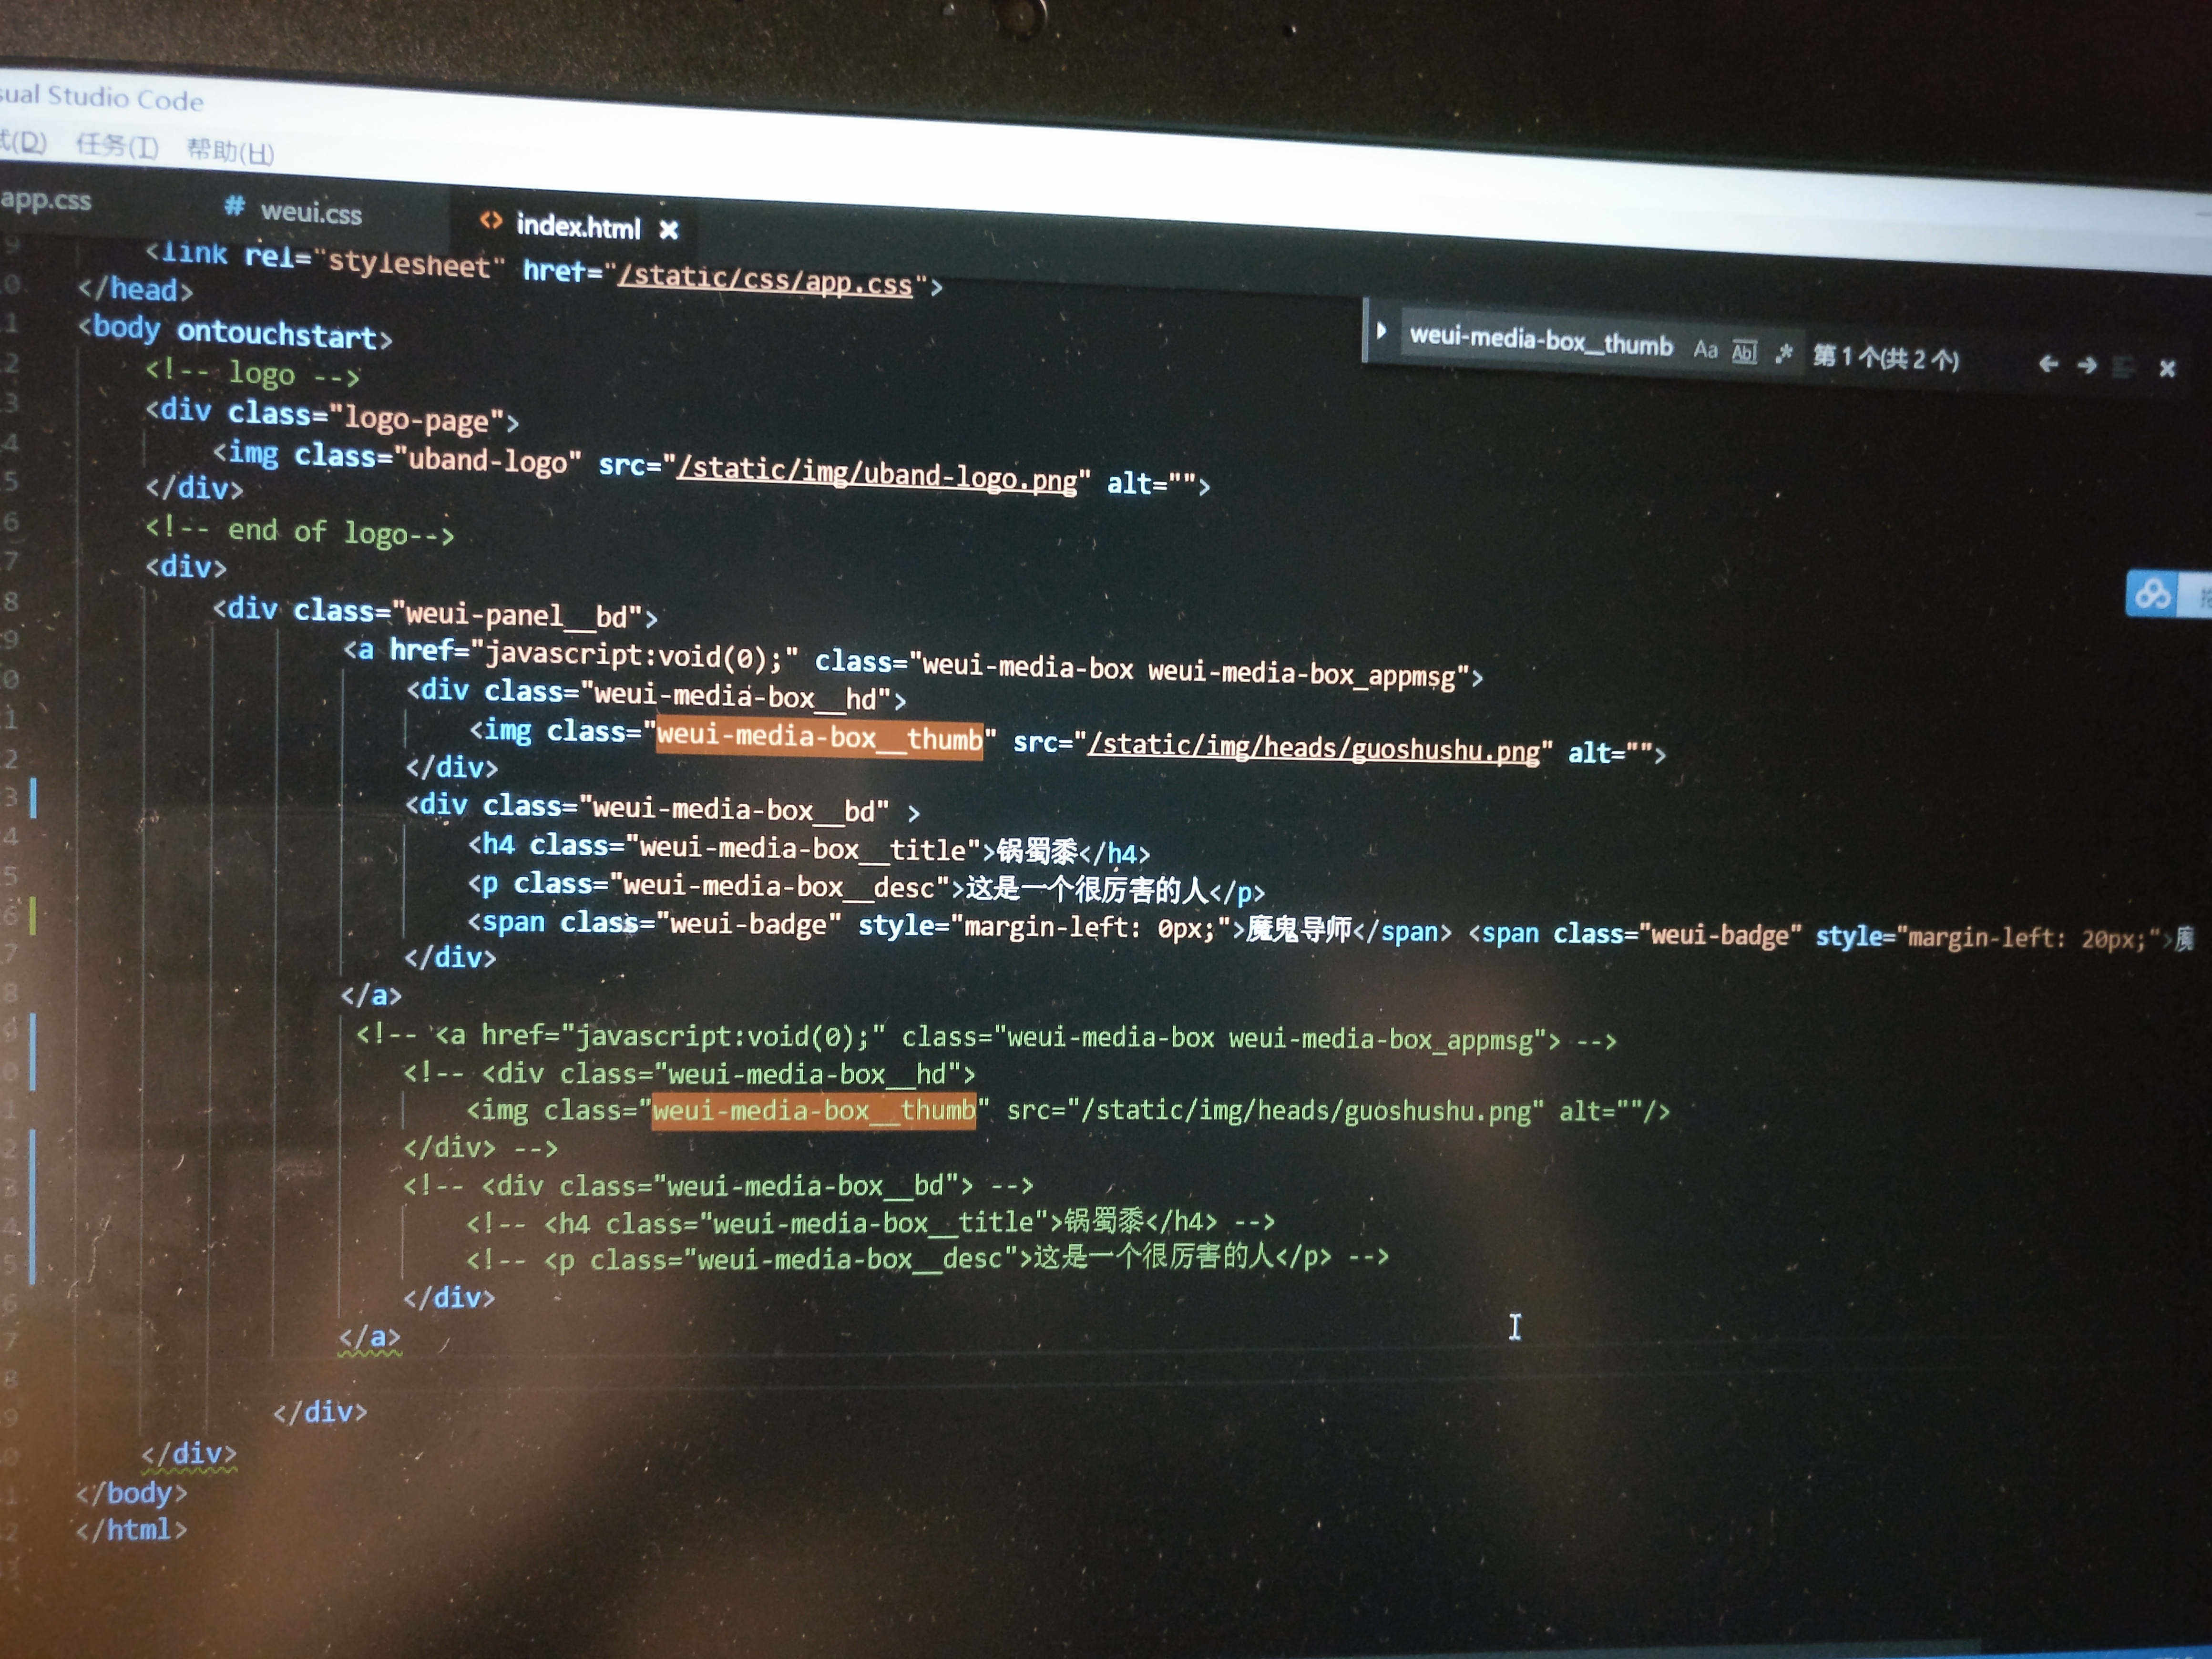 sual Studio Code
式(D) 任务(T) 帮助(H)
app.css # weui.css <> index.html
<link rel="stylesheet" href="/static/css/app.css">
</head>
weui-media-box__thumb Aa Abl .* 第 1 个(共 2 个)
<body ontouchstart>
<!-- logo -->
<div class="logo-page">
<img class="uband-logo" src="/static/img/uband-logo.png" alt="">
</div>
<!-- end of logo-->
<div>
<div class="weui-panel__bd">
<a href="javascript:void(0);" class="weui-media-box weui-media-box_appmsg">
<div class="weui-media-box__hd">
<img class="weui-media-box__thumb" src="/static/img/heads/guoshushu.png" alt="">
</div>
<div class="weui-media-box__bd" >
<h4 class="weui-media-box__title">锅蜀黍</h4>
<p class="weui-media-box__desc">这是一个很厉害的人</p>
<span class="weui-badge" style="margin-left: 0px;">魔鬼导师</span> <span class="weui-badge" style="margin-left: 20px;">
</div>
</a>
<!-- <a href="javascript:void(0);" class="weui-media-box weui-media-box_appmsg"> -->
<!-- <div class="weui-media-box__hd">
<img class="weui-media-box__thumb" src="/static/img/heads/guoshushu.png" alt=""/>
</div> -->
<!-- <div class="weui-media-box__bd"> -->
<!-- <h4 class="weui-media-box__title">锅蜀黍</h4> -->
<!-- <p class="weui-media-box__desc">这是一个很厉害的人</p> -->
</div>
</a>
</div>
</div>
</body>
</html>